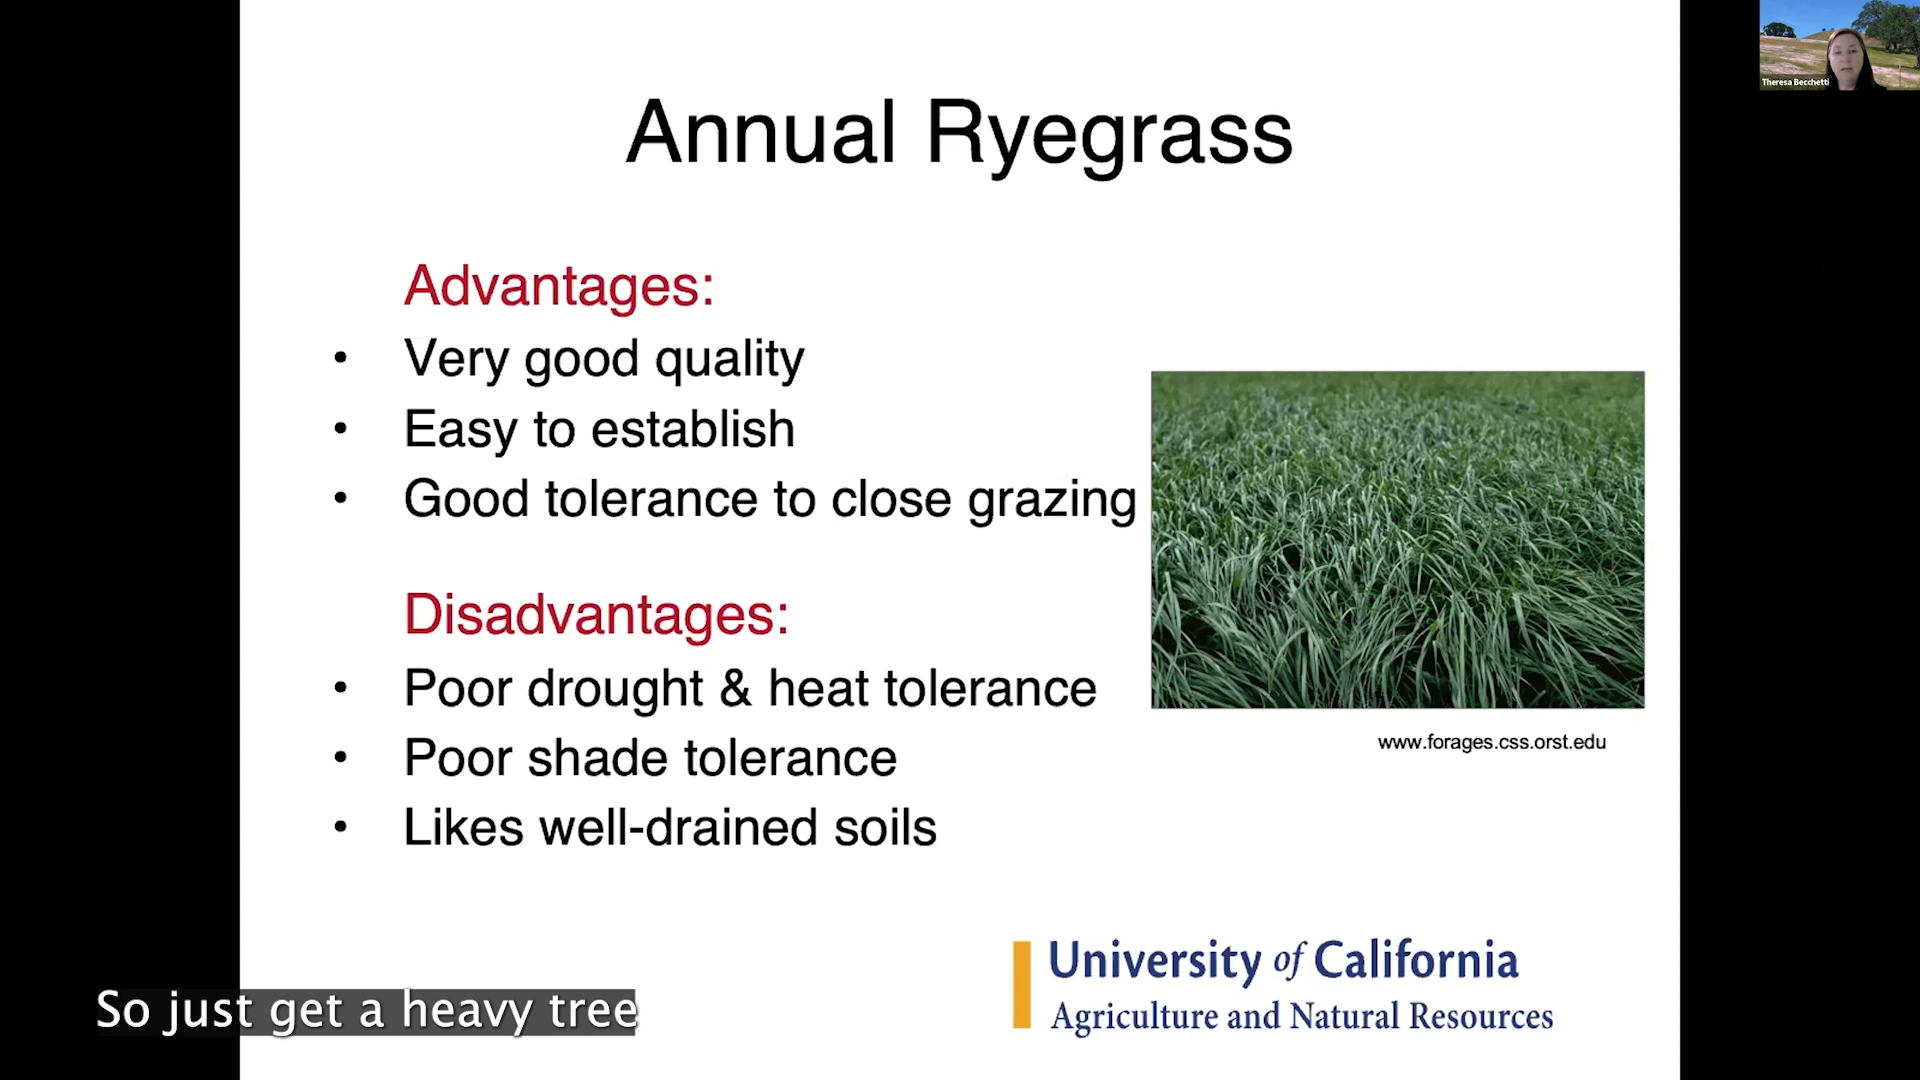 Theresa Becchetti
Annual Ryegrass
Advantages:
• Very good quality
• Easy to establish
• Good tolerance to close grazing
Disadvantages:
• Poor drought & heat tolerance
• Poor shade tolerance
• Likes well-drained soils
www.forages.css.orst.edu
University of California
Agriculture and Natural Resources
So just get a heavy tree